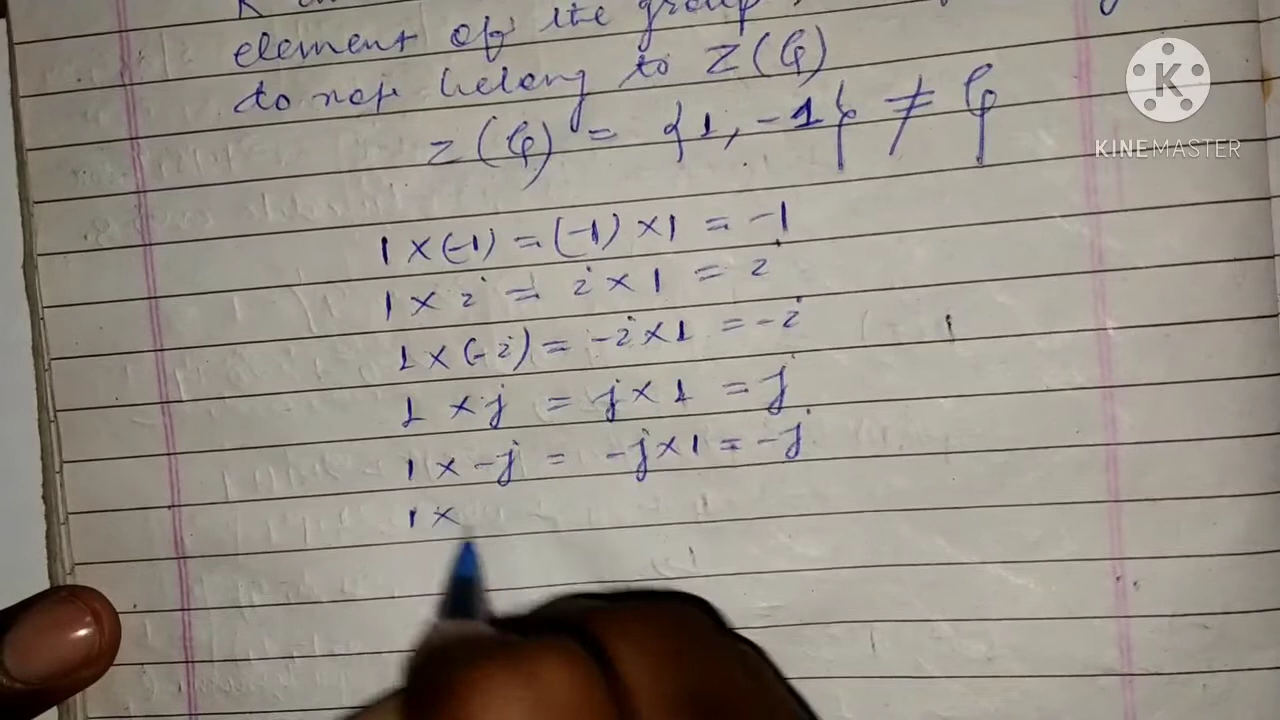 element of the group
to not belong to Z(G)
Z(G) = {1, -1} ≠ G
KINEMASTER
1 × (-1) = (-1) × 1 = -1
1 × i = i × 1 = i
1 × (-i) = -i × 1 = -i
1 × j = j × 1 = j
1 × -j = -j × 1 = -j
1 ×